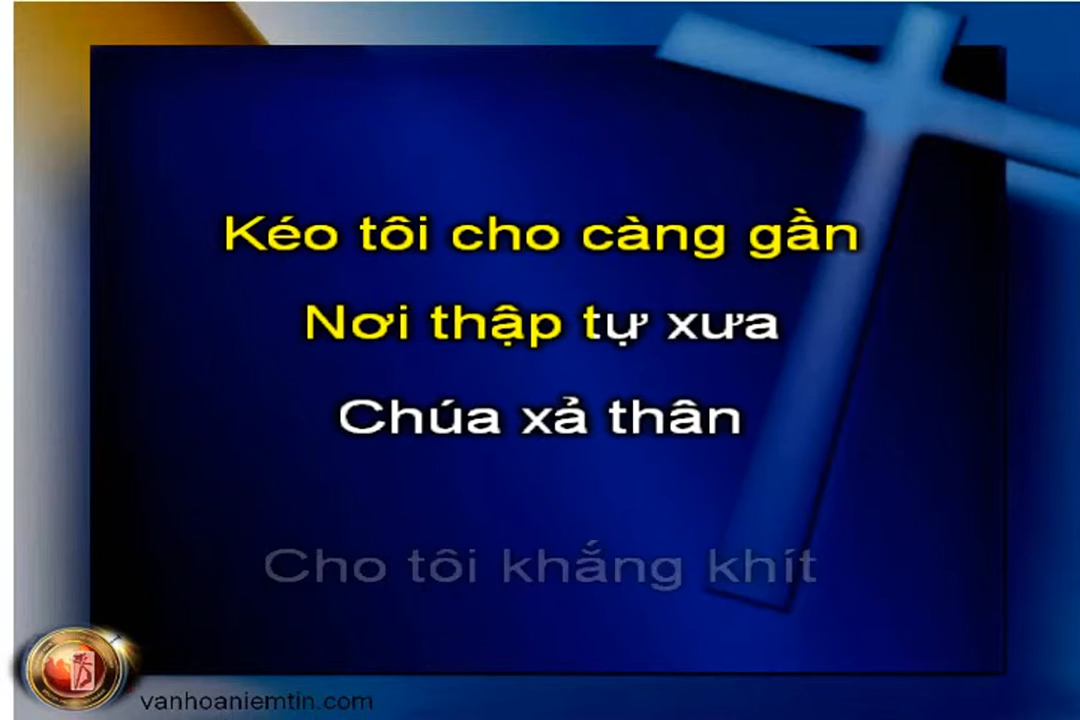 Kéo tôi cho càng gần
Nơi thập tự xưa
Chúa xả thân
Cho tôi khắng khít
vanhoaniemtin.com